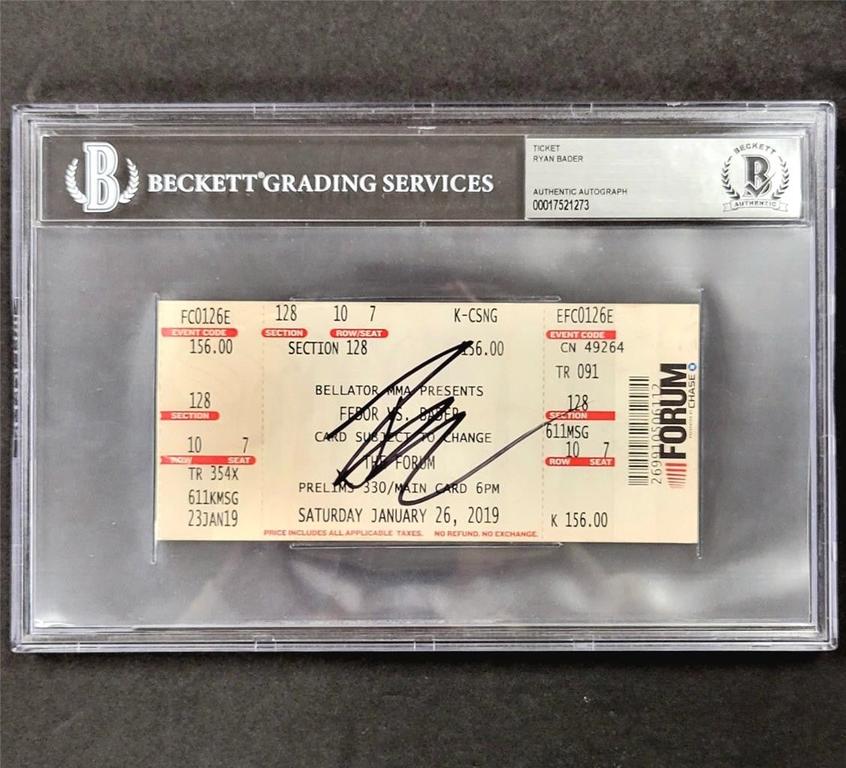 B BECKETT® GRADING SERVICES
TICKET
RYAN BADER
AUTHENTIC AUTOGRAPH
00017521273
BECKETT
B
AUTHENTIC
FC0126E
EVENT CODE
156.00
128
SECTION
10 7
ROW SEAT
TR 354X
611KMSG
23JAN19
128 10 7 K-CSNG
SECTION ROW/SEAT
SECTION 128 156.00
BELLATOR MMA PRESENTS
FEDOR VS. BADER
CARD SUBJECT TO CHANGE
THE FORUM
PRELIMS 330/MAIN CARD 6PM
SATURDAY JANUARY 26, 2019
PRICE INCLUDES ALL APPLICABLE TAXES. NO REFUND. NO EXCHANGE.
EFC0126E
EVENT CODE
CN 49264
TR 091
128
SECTION
611MSG
10 7
ROW SEAT
K 156.00
FORUM
CHASE